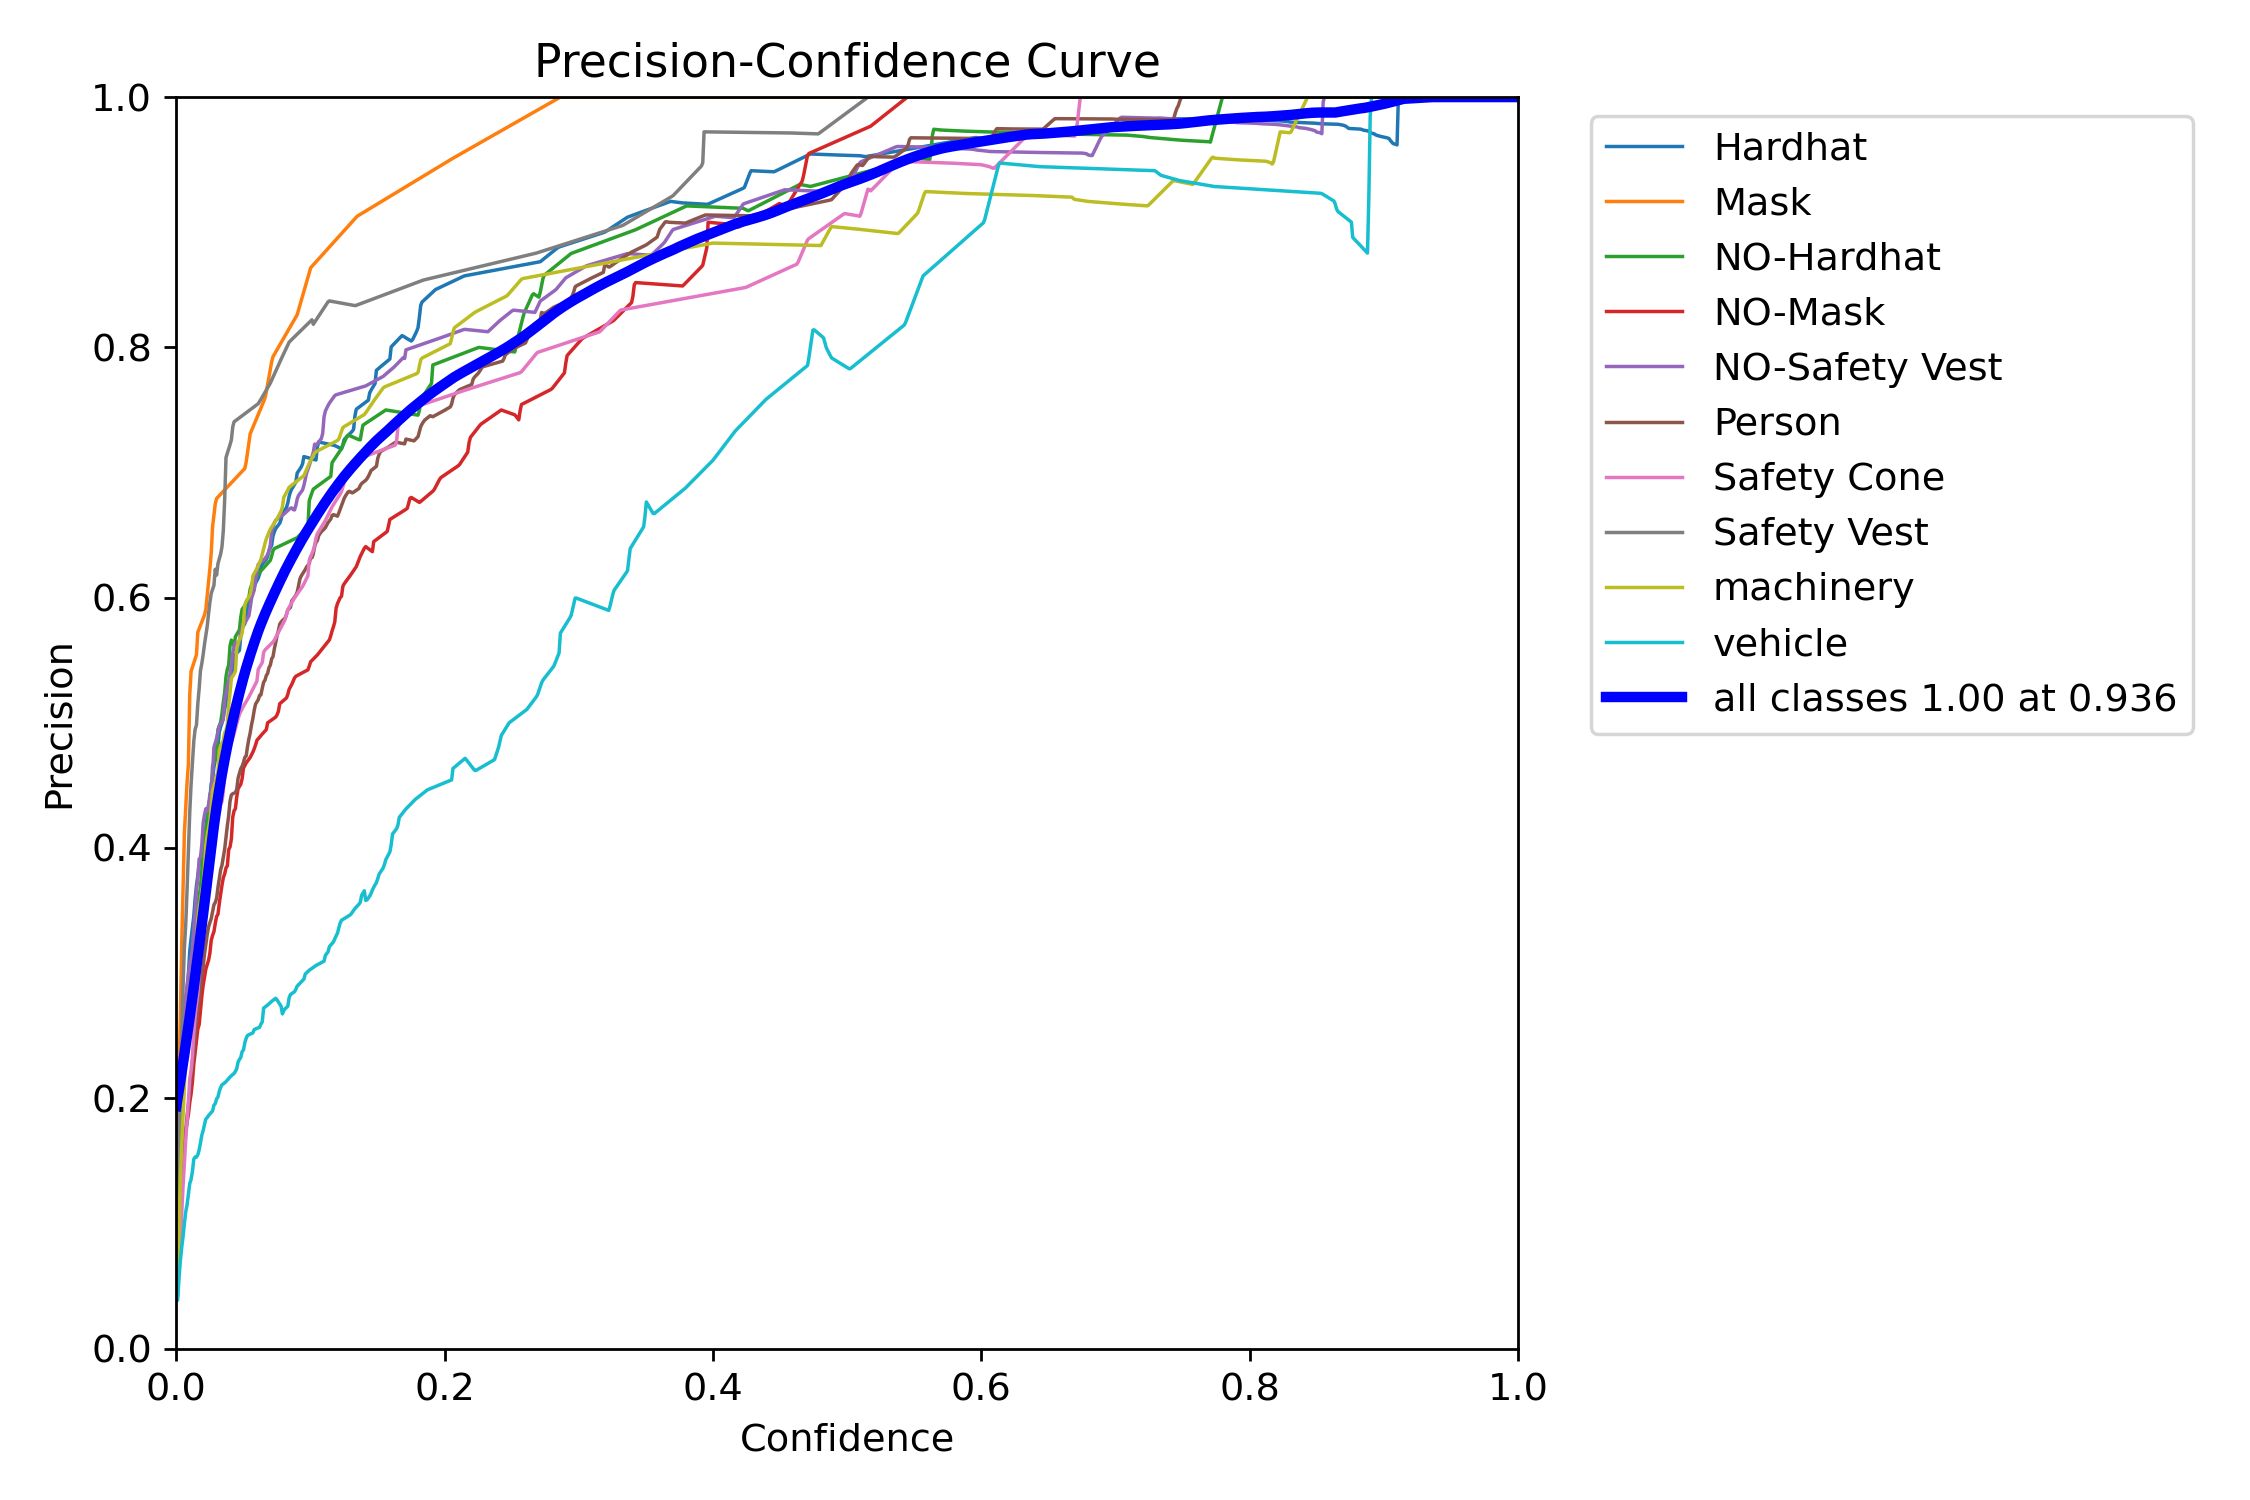 Precision-Confidence Curve
1.0
0.8
0.6
0.4
0.2
0.0
Precision
0.0 0.2 0.4 0.6 0.8 1.0
Confidence
Hardhat
Mask
NO-Hardhat
NO-Mask
NO-Safety Vest
Person
Safety Cone
Safety Vest
machinery
vehicle
all classes 1.00 at 0.936